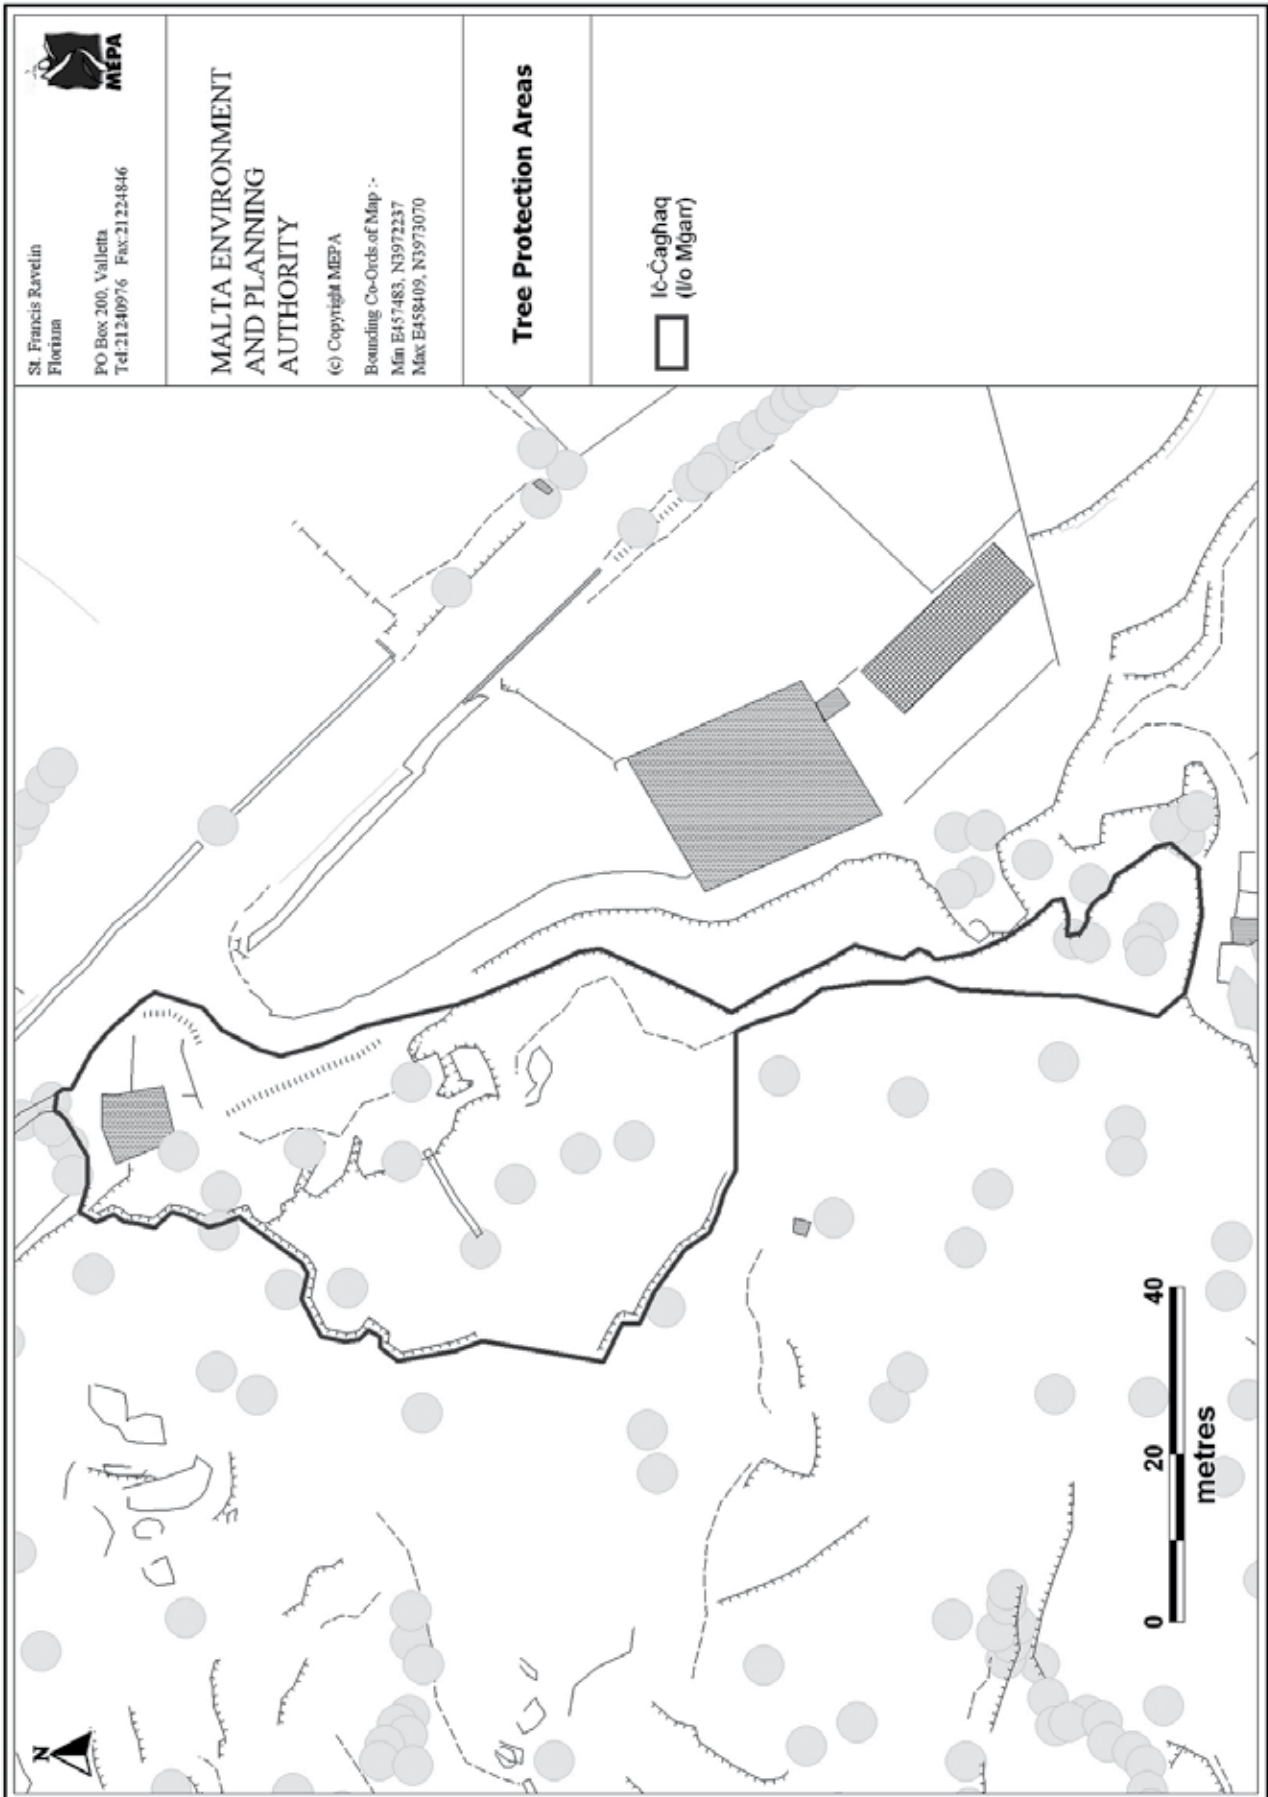 MEPA
St. Francis Ravelin
Floriana
PO Box 200, Valletta
Tel:21240976 Fax:21224846
MALTA ENVIRONMENT
AND PLANNING
AUTHORITY
(c) Copyright MEPA
Bounding Co-Ords.of Map :-
Min E457483, N3972237
Max E458409, N3973070
Tree Protection Areas
Iċ-Ċagħaq
(l/o Mġarr)
N
0 20 40
metres